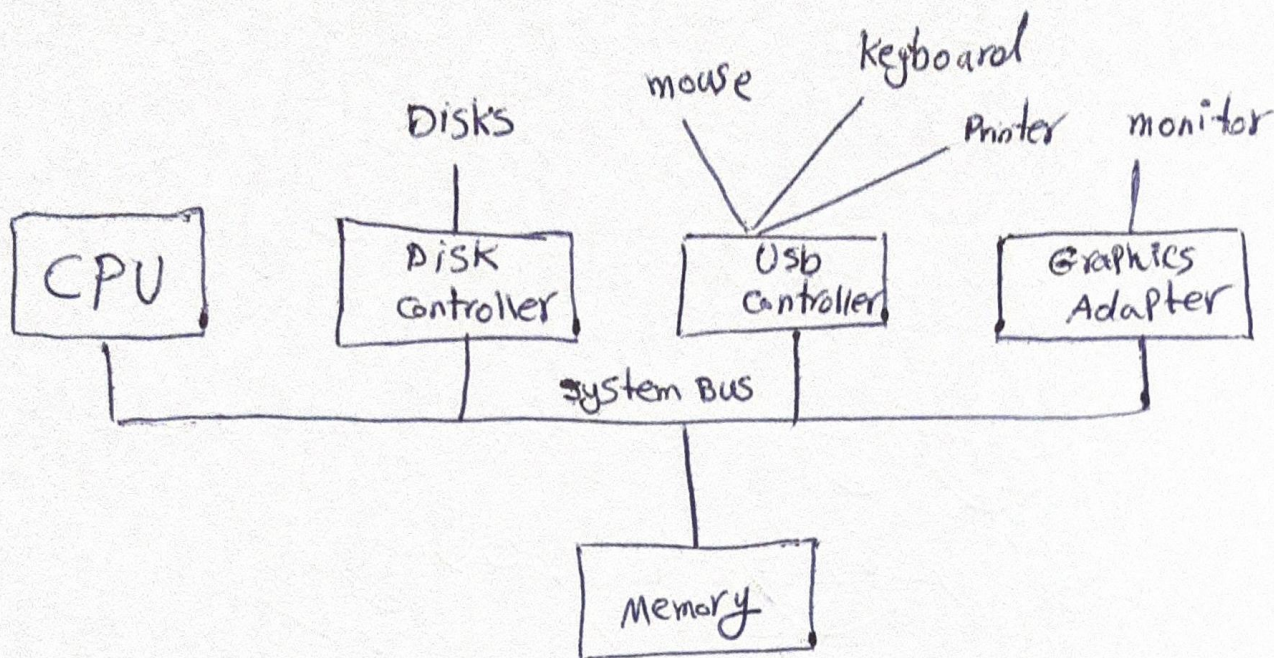 Disks
mouse
Keyboard
Printer
monitor
CPU
Disk
Controller
Usb
Controller
Graphics
Adapter
System Bus
Memory